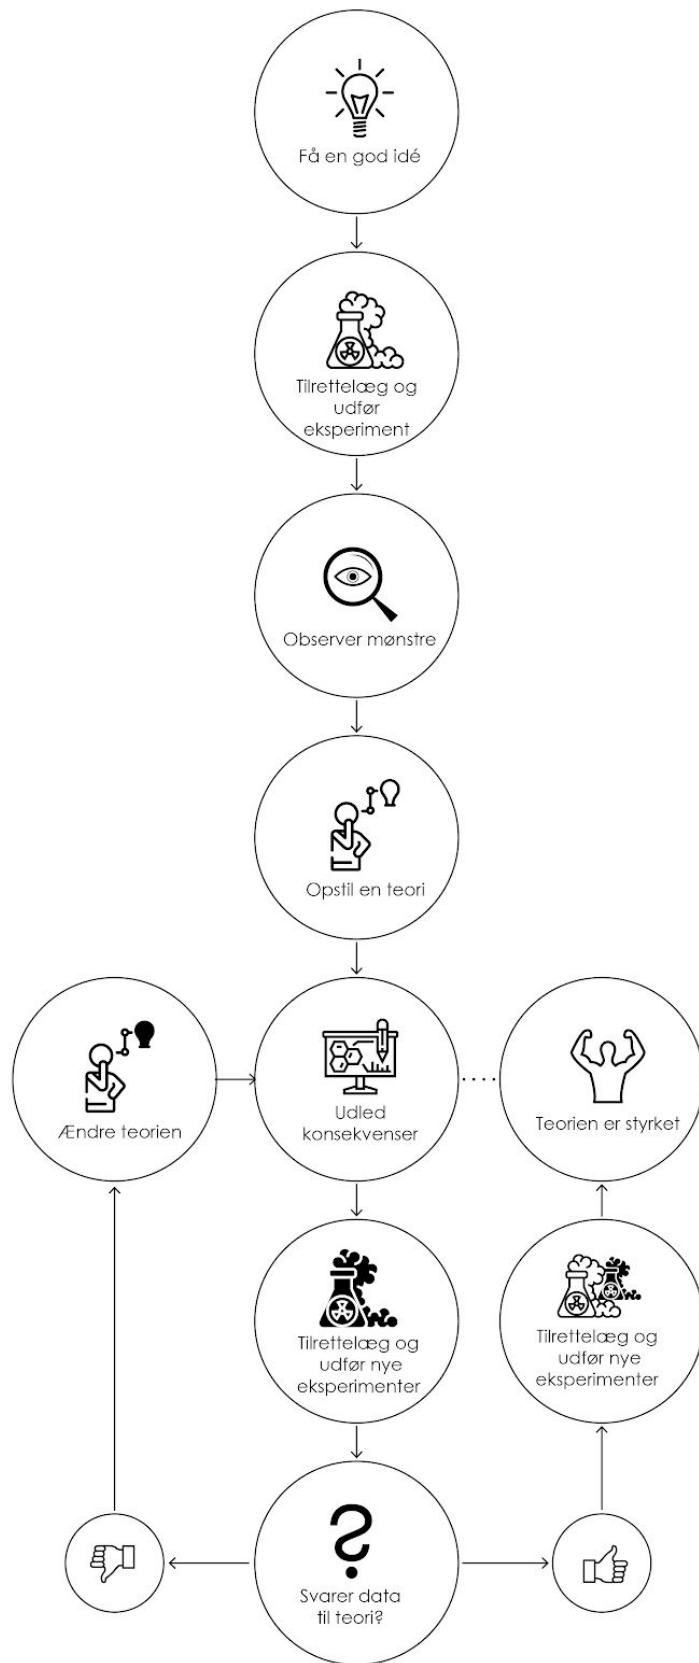 Få en god idé
Tilrettelæg og
udfør
eksperiment
Observer mønstre
Opstil en teori
Ændre teorien
Udled
konsekvenser
Teorien er styrket
Tilrettelæg og
udfør nye
eksperimenter
Tilrettelæg og
udfør nye
eksperimenter
?
Svarer data
til teori?